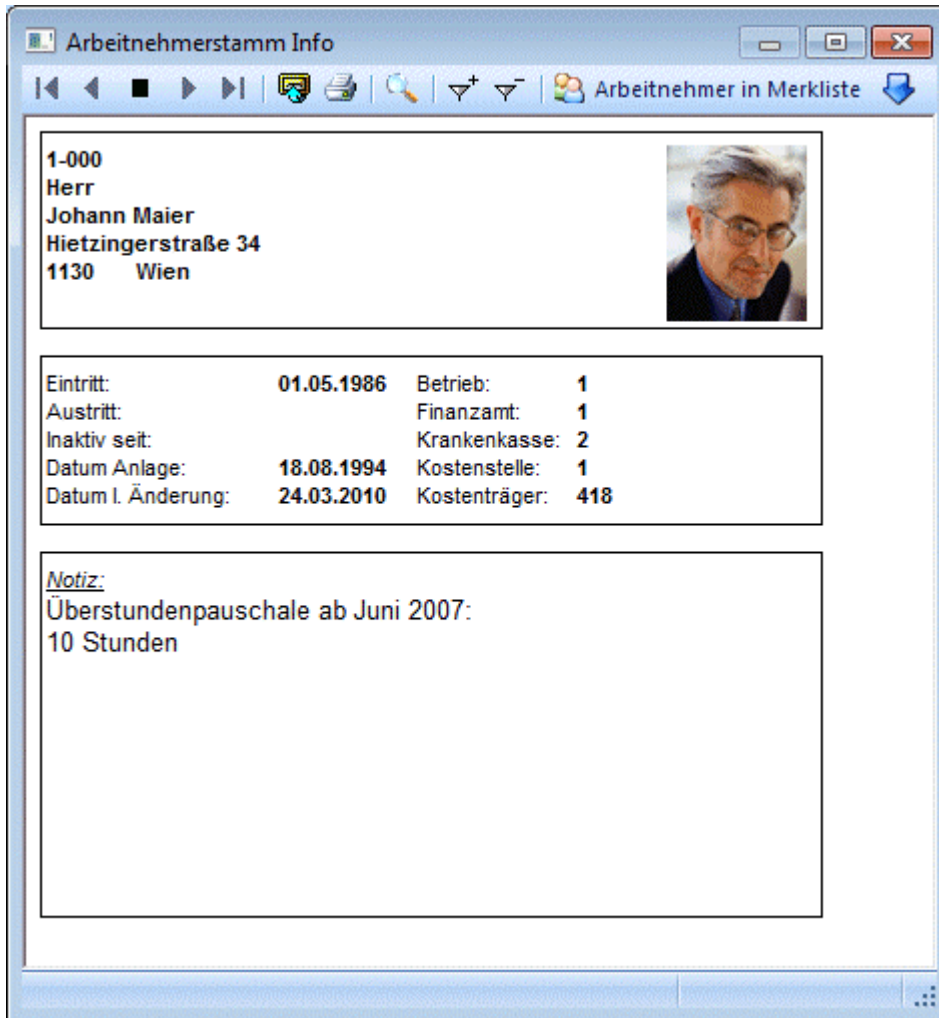 Arbeitnehmerstamm Info
Arbeitnehmer in Merkliste
1-000
Herr
Johann Maier
Hietzingerstraße 34
1130 Wien
Eintritt: 01.05.1986 Betrieb: 1
Austritt: Finanzamt: 1
Inaktiv seit: Krankenkasse: 2
Datum Anlage: 18.08.1994 Kostenstelle: 1
Datum l. Änderung: 24.03.2010 Kostenträger: 418
Notiz:
Überstundenpauschale ab Juni 2007:
10 Stunden